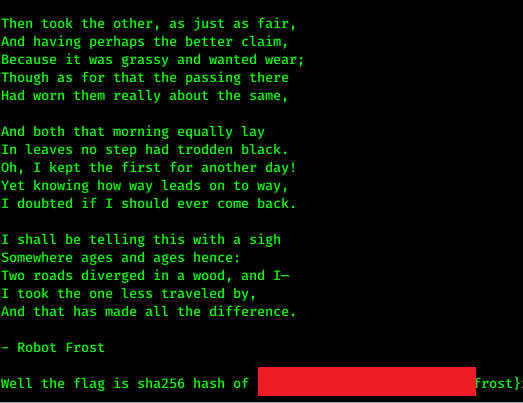 Then took the other, as just as fair,
And having perhaps the better claim,
Because it was grassy and wanted wear;
Though as for that the passing there
Had worn them really about the same,
And both that morning equally lay
In leaves no step had trodden black.
Oh, I kept the first for another day!
Yet knowing how way leads on to way,
I doubted if I should ever come back.
I shall be telling this with a sigh
Somewhere ages and ages hence:
Two roads diverged in a wood, and I—
I took the one less traveled by,
And that has made all the difference.
- Robot Frost
Well the flag is sha256 hash of frost}: